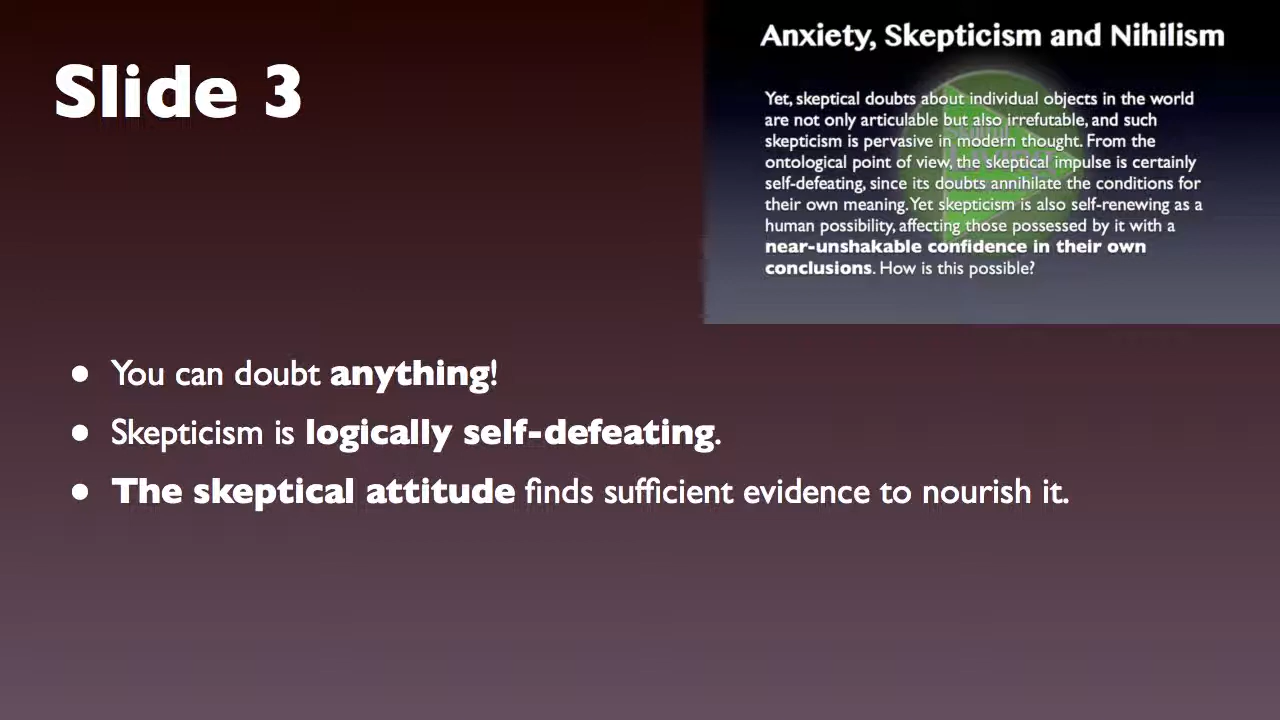 Slide 3
Anxiety, Skepticism and Nihilism
Yet, skeptical doubts about individual objects in the world
are not only articulable but also irrefutable, and such
skepticism is pervasive in modern thought. From the
ontological point of view, the skeptical impulse is certainly
self-defeating, since its doubts annihilate the conditions for
their own meaning. Yet skepticism is also self-renewing as a
human possibility, affecting those possessed by it with a
near-unshakable confidence in their own
conclusions. How is this possible?
● You can doubt anything!
● Skepticism is logically self-defeating.
● The skeptical attitude finds sufficient evidence to nourish it.